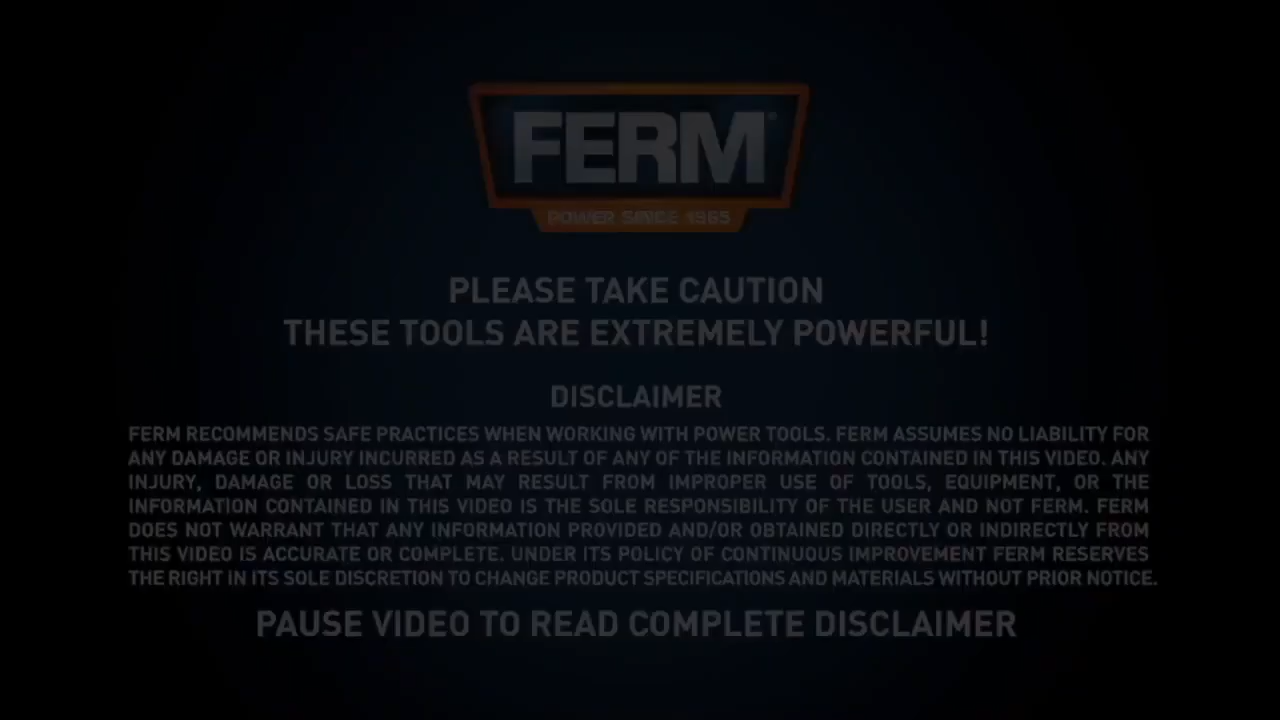 FERM®
POWER SINCE 1965
PLEASE TAKE CAUTION
THESE TOOLS ARE EXTREMELY POWERFUL!
DISCLAIMER
FERM RECOMMENDS SAFE PRACTICES WHEN WORKING WITH POWER TOOLS. FERM ASSUMES NO LIABILITY FOR
ANY DAMAGE OR INJURY INCURRED AS A RESULT OF ANY OF THE INFORMATION CONTAINED IN THIS VIDEO. ANY
INJURY, DAMAGE OR LOSS THAT MAY RESULT FROM IMPROPER USE OF TOOLS, EQUIPMENT, OR THE
INFORMATION CONTAINED IN THIS VIDEO IS THE SOLE RESPONSIBILITY OF THE USER AND NOT FERM. FERM
DOES NOT WARRANT THAT ANY INFORMATION PROVIDED AND/OR OBTAINED DIRECTLY OR INDIRECTLY FROM
THIS VIDEO IS ACCURATE OR COMPLETE. UNDER ITS POLICY OF CONTINUOUS IMPROVEMENT FERM RESERVES
THE RIGHT IN ITS SOLE DISCRETION TO CHANGE PRODUCT SPECIFICATIONS AND MATERIALS WITHOUT PRIOR NOTICE.
PAUSE VIDEO TO READ COMPLETE DISCLAIMER